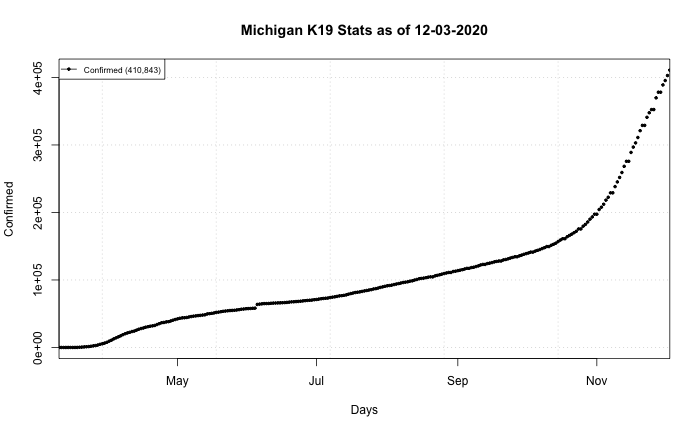 Michigan K19 Stats as of 12-03-2020
Confirmed (410,843)
4e+05
3e+05
2e+05
1e+05
0e+00
Confirmed
May Jul Sep Nov
Days